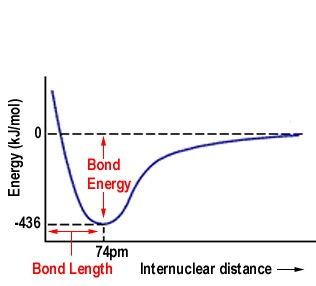 Energy (kJ/mol)
0
Bond
Energy
-436
74pm
Bond Length
Internuclear distance